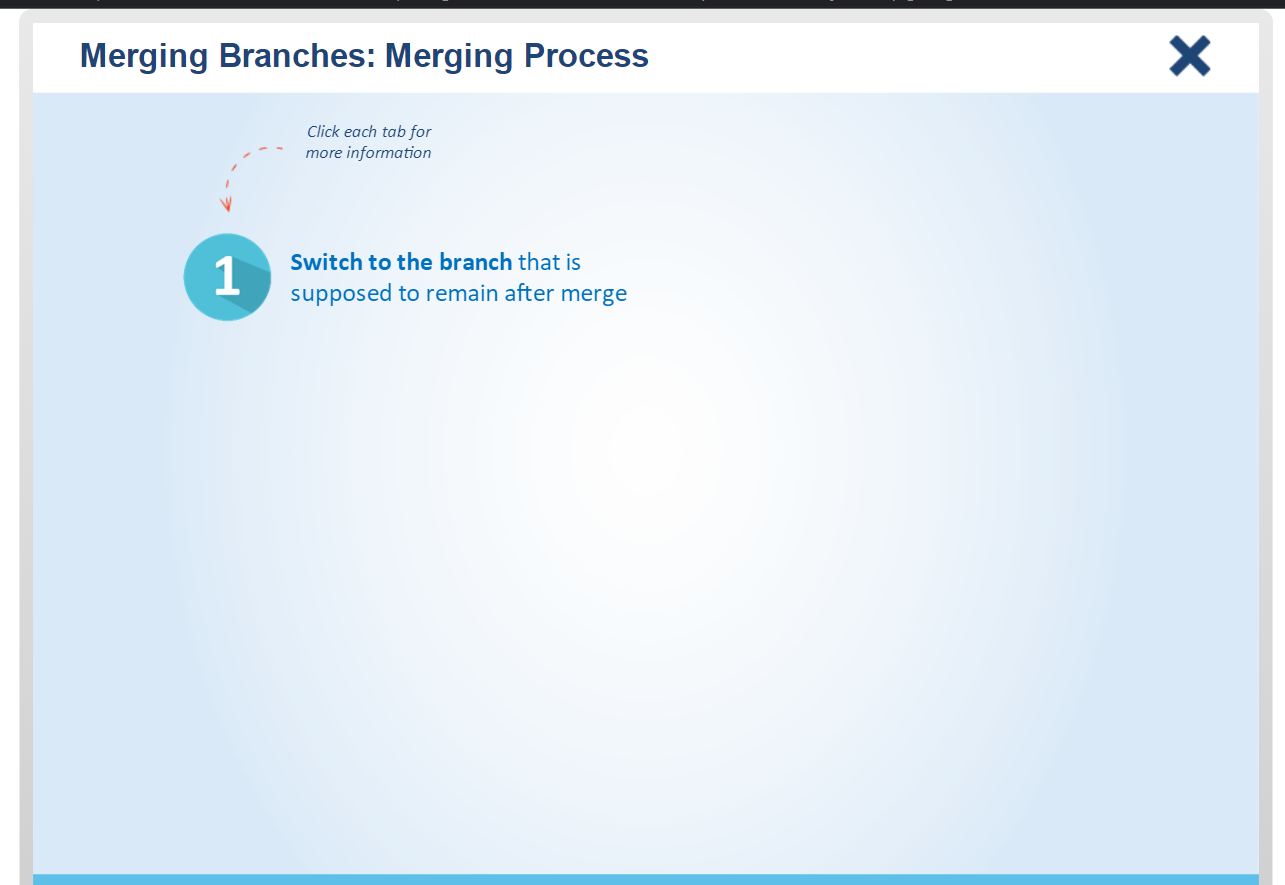 Merging Branches: Merging Process
Click each tab for
more information
1
Switch to the branch that is
supposed to remain after merge